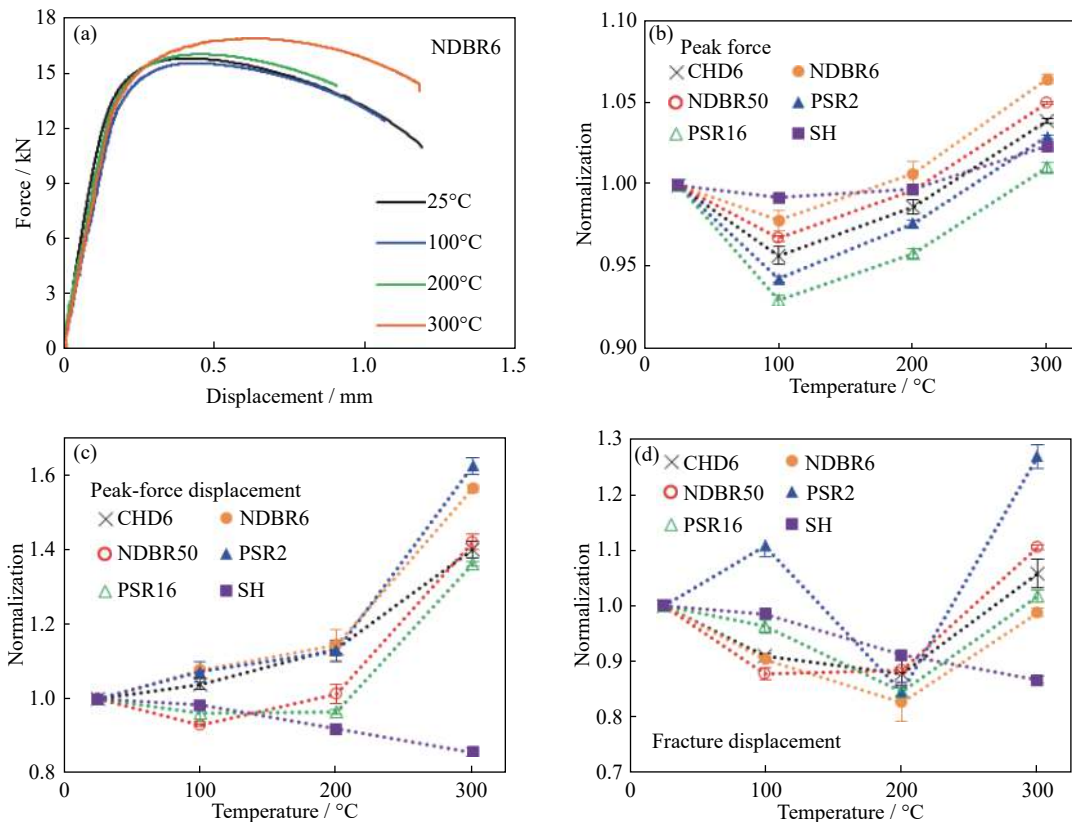 (a)
NDBR6
18
15
12
9
6
3
0
Force / kN
25°C
100°C
200°C
300°C
0
0.5
1.0
1.5
Displacement / mm
(b)
Peak force
CHD6
NDBR6
NDBR50
PSR2
PSR16
SH
1.10
1.05
1.00
0.95
0.90
Normalization
0
100
200
300
Temperature / °C
(c)
Peak-force displacement
CHD6
NDBR6
NDBR50
PSR2
PSR16
SH
1.6
1.4
1.2
1.0
0.8
Normalization
0
100
200
300
Temperature / °C
(d)
CHD6
NDBR6
NDBR50
PSR2
PSR16
SH
1.3
1.2
1.1
1.0
0.9
0.8
0.7
Normalization
Fracture displacement
0
100
200
300
Temperature / °C